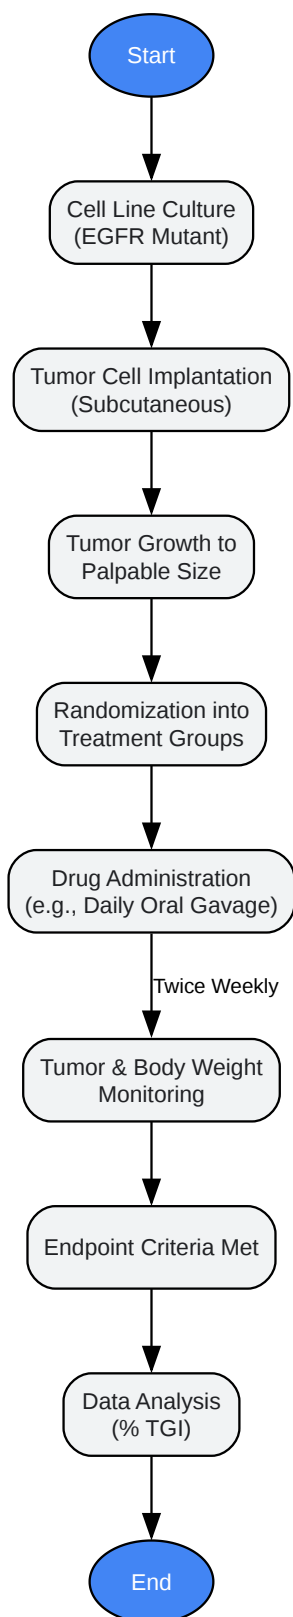 Start
Cell Line Culture
(EGFR Mutant)
Tumor Cell Implantation
(Subcutaneous)
Tumor Growth to
Palpable Size
Randomization into
Treatment Groups
Drug Administration
(e.g., Daily Oral Gavage)
Twice Weekly
Tumor & Body Weight
Monitoring
Endpoint Criteria Met
Data Analysis
(% TGI)
End